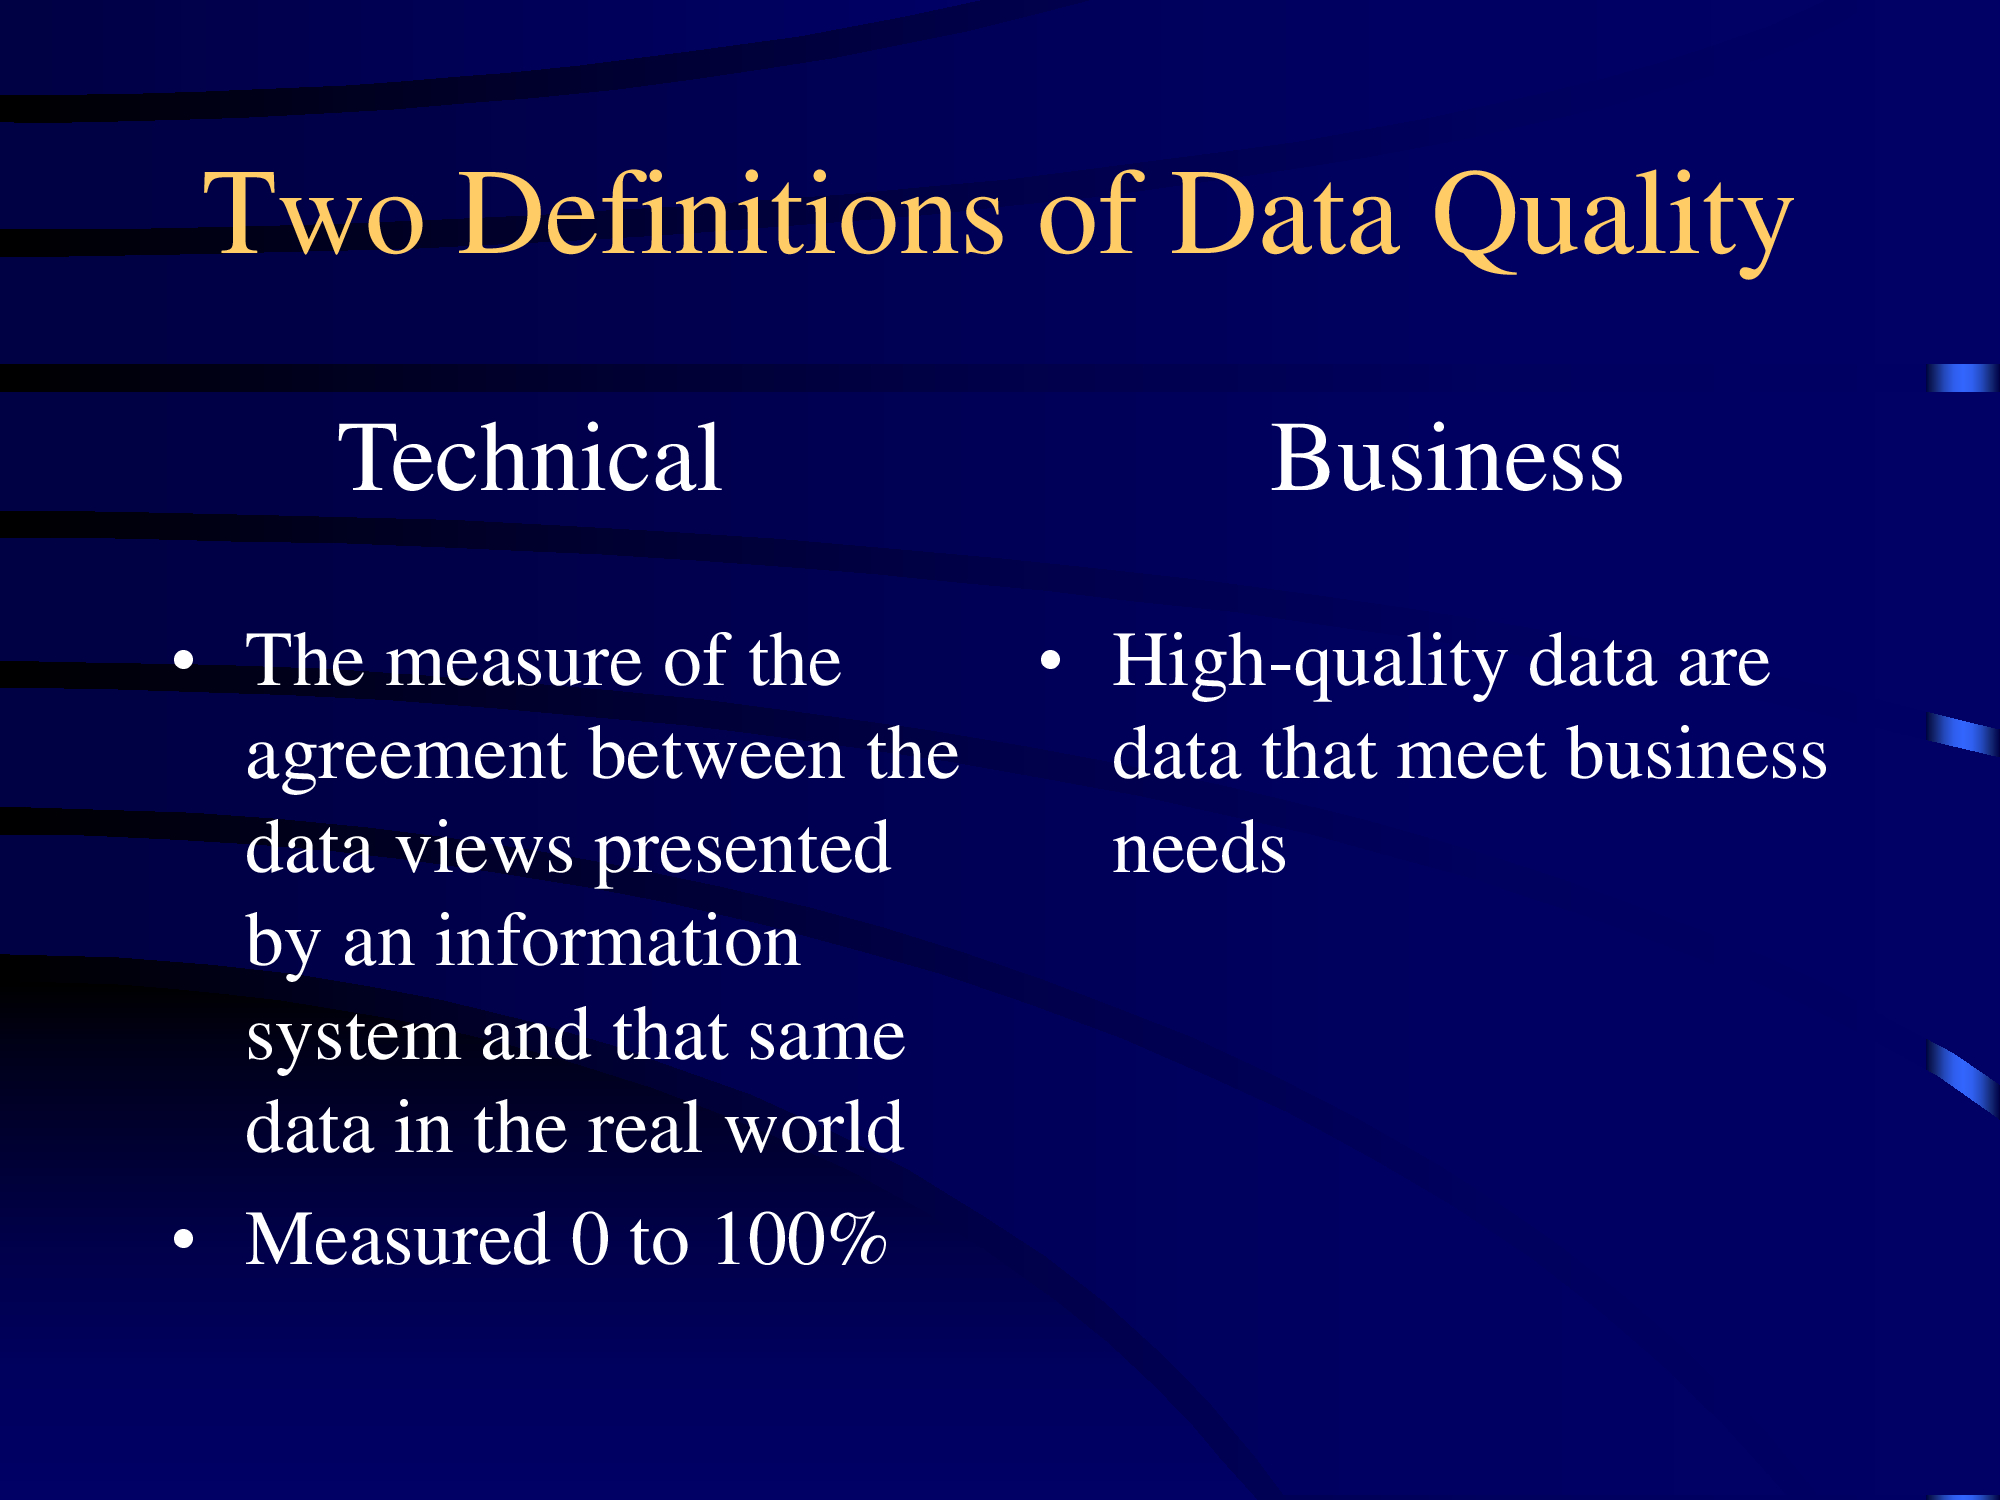 Two Definitions of Data Quality
Technical
• The measure of the
agreement between the
data views presented
by an information
system and that same
data in the real world
• Measured 0 to 100%
Business
• High-quality data are
data that meet business
needs